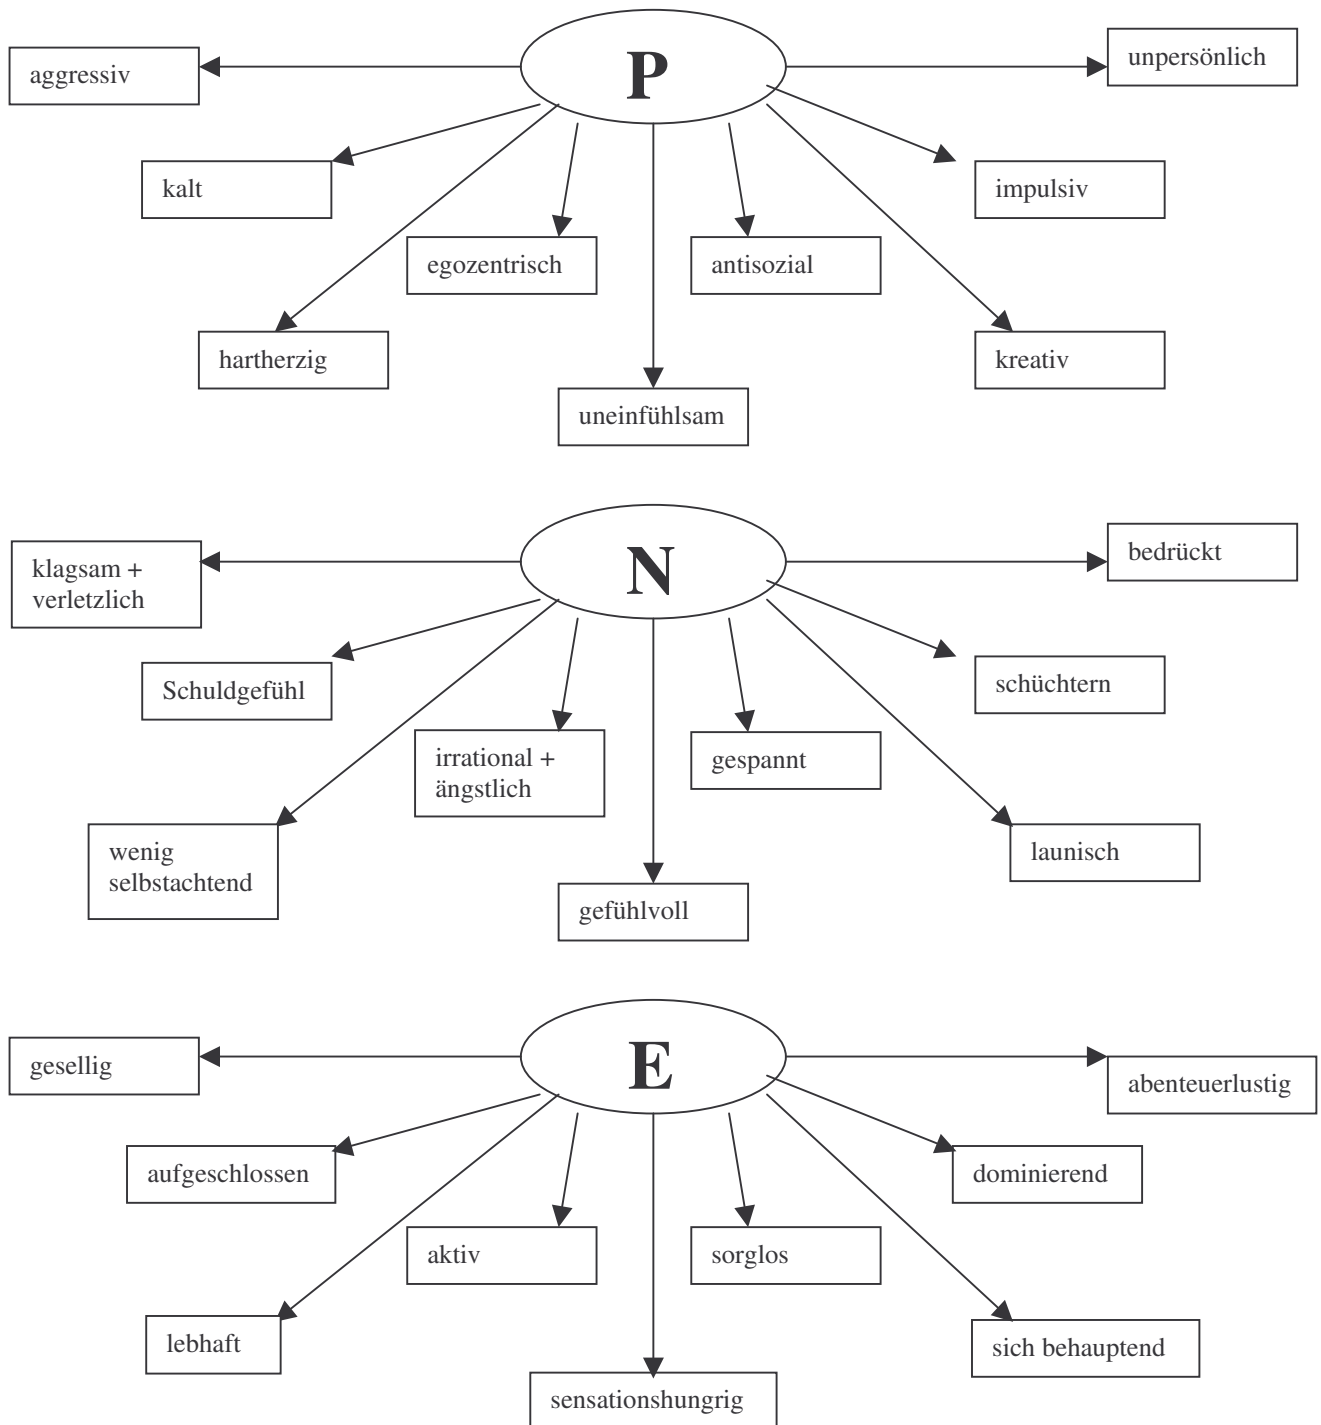 P
aggressiv
unpersönlich
kalt
impulsiv
egozentrisch
antisozial
hartherzig
kreativ
uneinfühlsam
N
klagsam +
verletzlich
bedrückt
Schuldgefühl
schüchtern
irrational +
ängstlich
gespannt
wenig
selbstachtend
launisch
gefühlvoll
E
gesellig
abenteuerlustig
aufgeschlossen
dominierend
aktiv
sorglos
lebhaft
sich behauptend
sensationshungrig